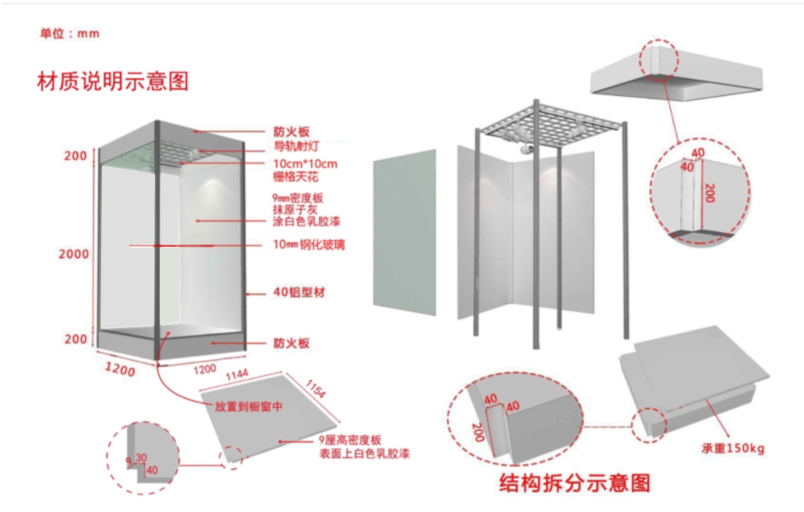 单位：mm
材质说明示意图
防火板
导轨射灯
10cm*10cm
栅格天花
9mm密度板
抹原子灰
涂白色乳胶漆
10mm钢化玻璃
40铝型材
防火板
200
2000
200
1200
1200
1144
1154
放置到橱窗中
9厘高密度板
表面上白色乳胶漆
9
30
40
40
40
200
40
40
200
承重150kg
结构拆分示意图